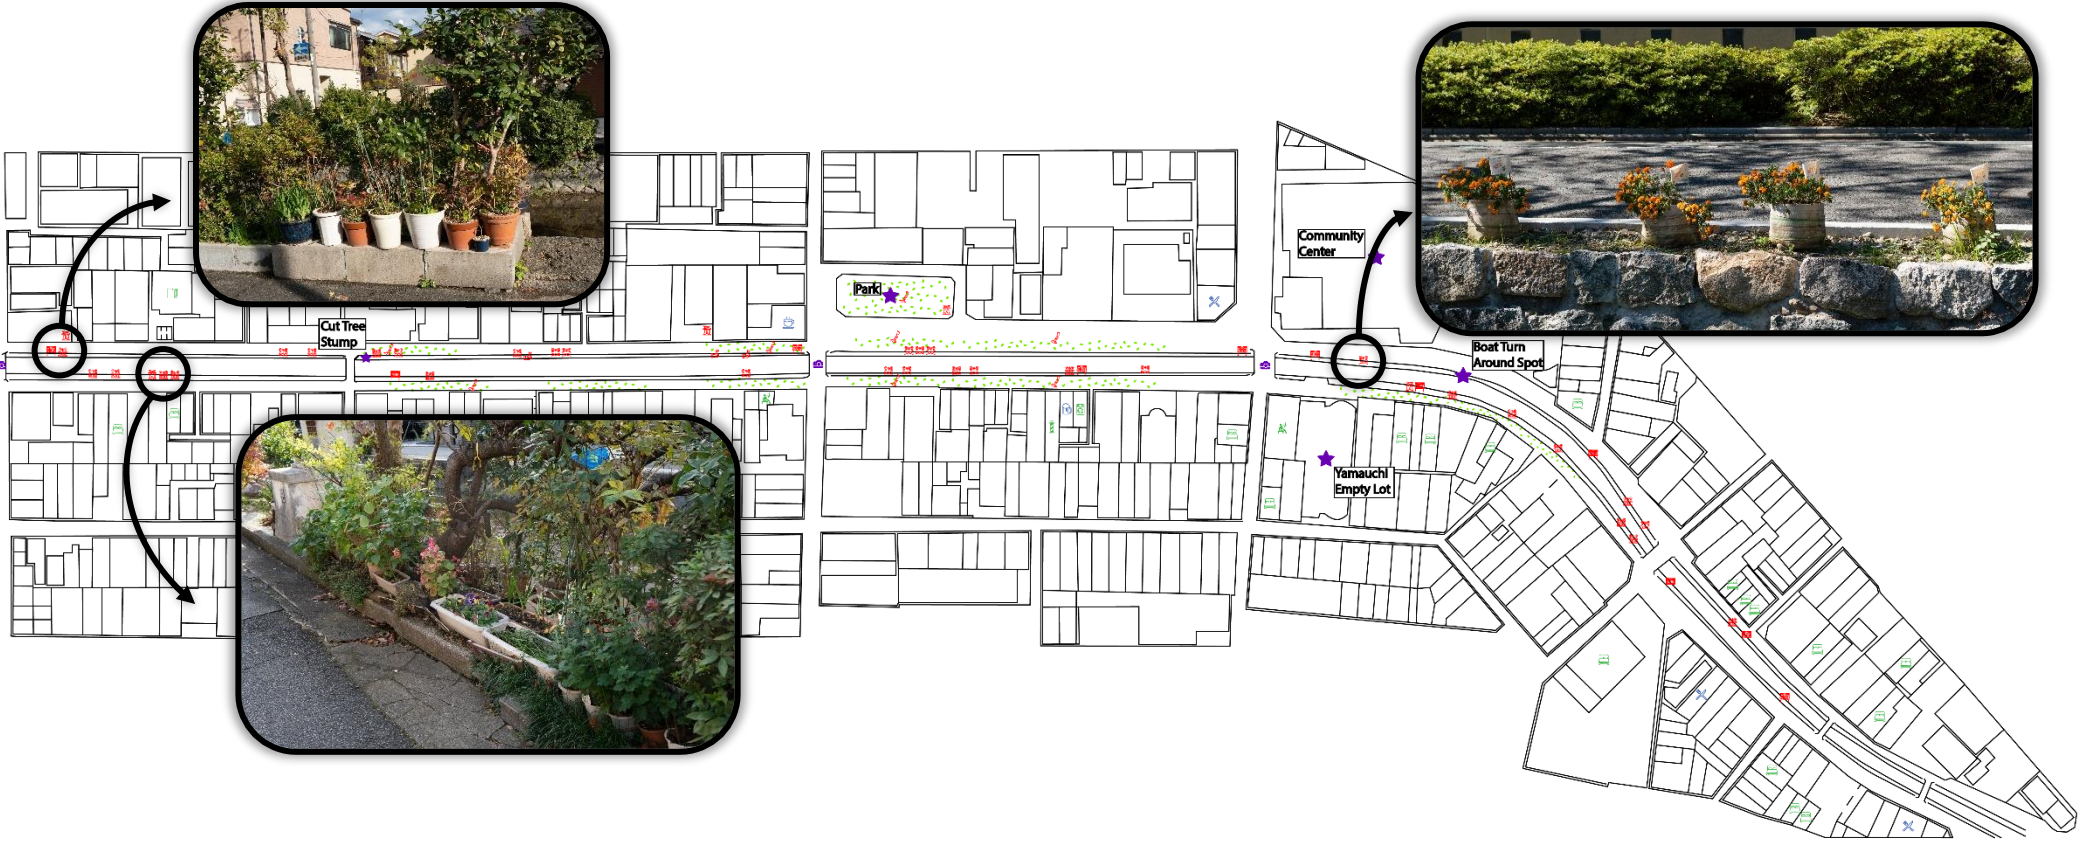 Cut Tree
Stump
Park
Community
Center
Boat Turn
Around Spot
Yamauchi
Empty Lot